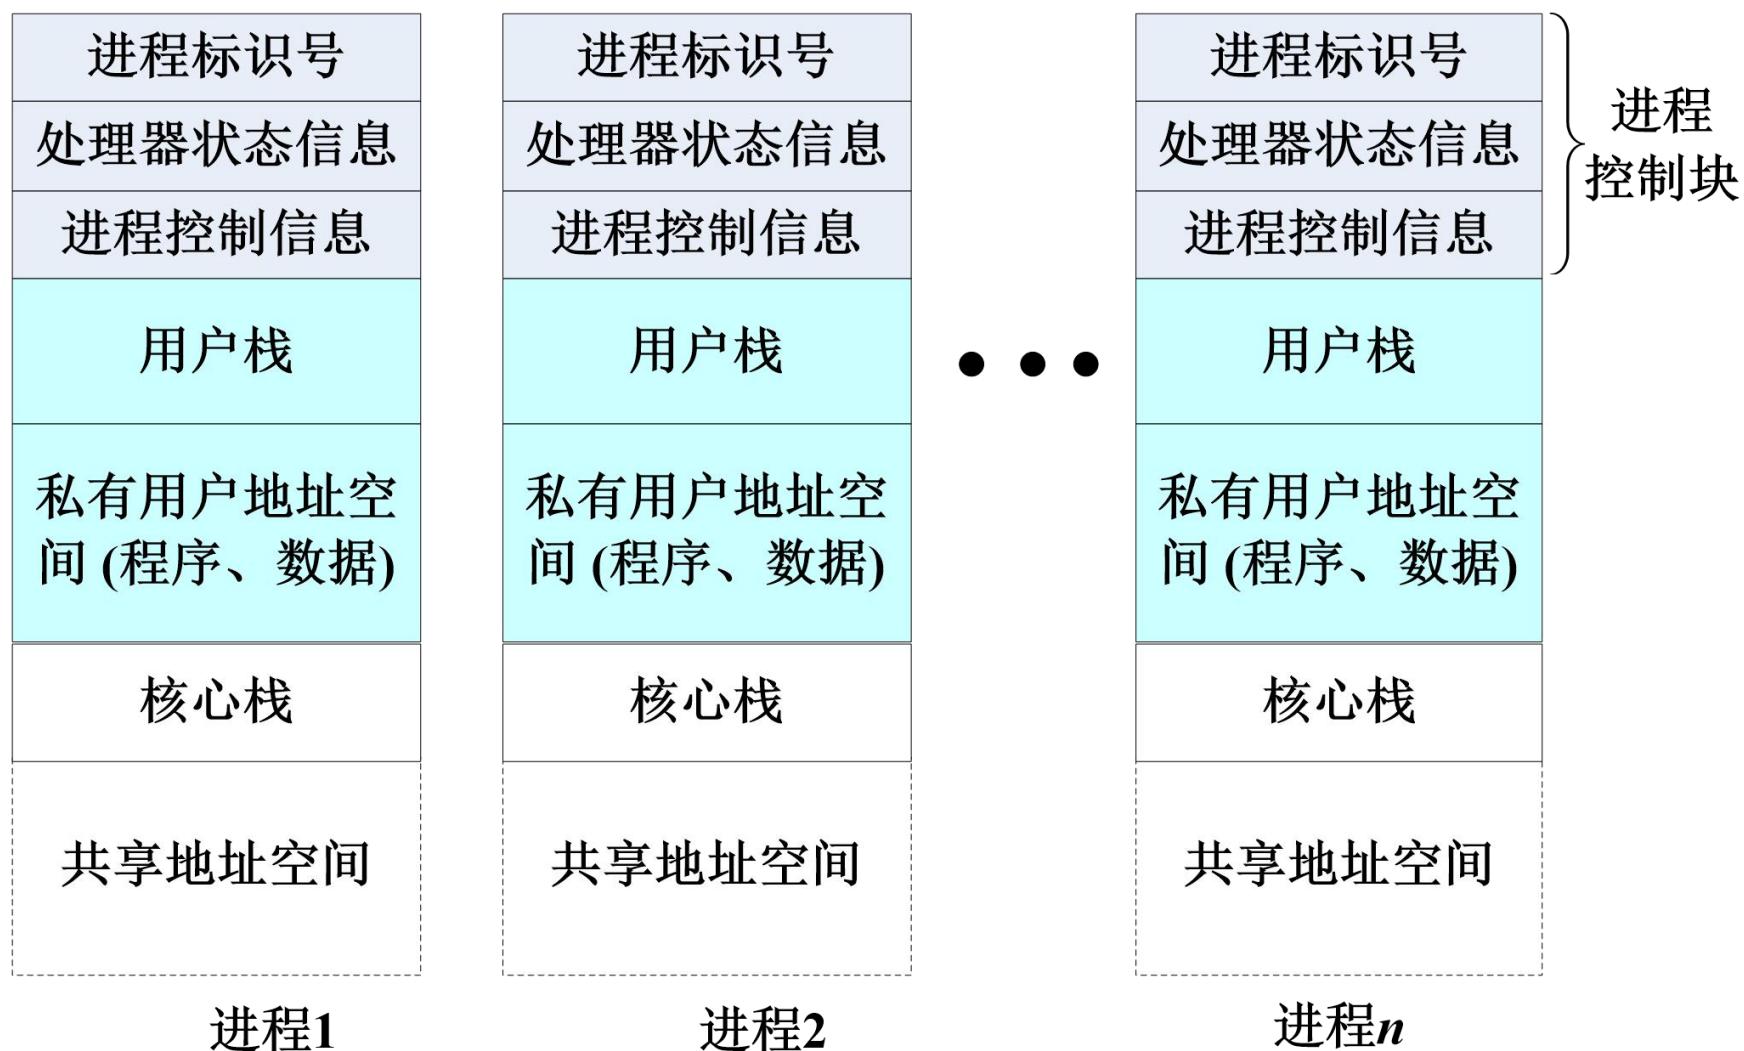 进程标识号
处理器状态信息
进程控制信息
用户栈
私有用户地址空
间 (程序、数据)
核心栈
共享地址空间
进程1
进程标识号
处理器状态信息
进程控制信息
用户栈
私有用户地址空
间 (程序、数据)
核心栈
共享地址空间
进程2
进程标识号
处理器状态信息
进程控制信息
用户栈
私有用户地址空
间 (程序、数据)
核心栈
共享地址空间
进程n
进程
控制块